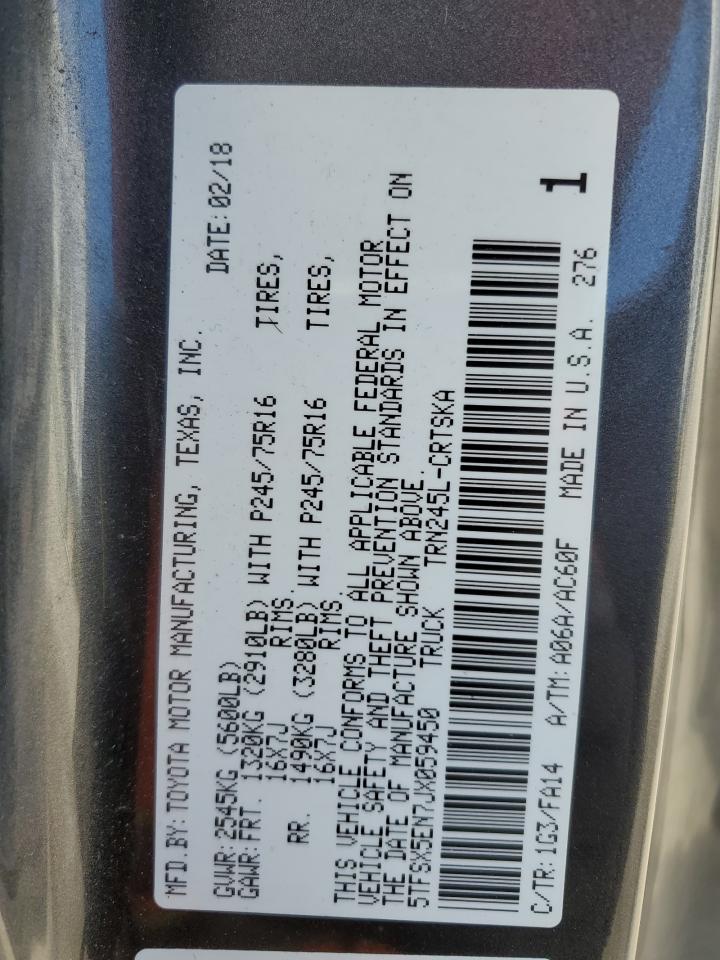 MFD.BY: TOYOTA MOTOR MANUFACTURING, TEXAS, INC.
DATE: 02/18
GVWR: 2545KG (5600LB)
GAWR: FRT. 1320KG (2910LB) WITH P245/75R16 TIRES,
16X7J RIMS.
RR. 1490KG (3280LB) WITH P245/75R16 TIRES,
16X7J RIMS
THIS VEHICLE CONFORMS TO ALL APPLICABLE FEDERAL MOTOR
VEHICLE SAFETY AND THEFT PREVENTION STANDARDS IN EFFECT ON
THE DATE OF MANUFACTURE SHOWN ABOVE.
5TFSX5EN7JX059450 TRUCK TRN245L-CRTSKA
1
C/TR: 1G3/FA14 A/TM: A06A/AC60F MADE IN U.S.A. 276